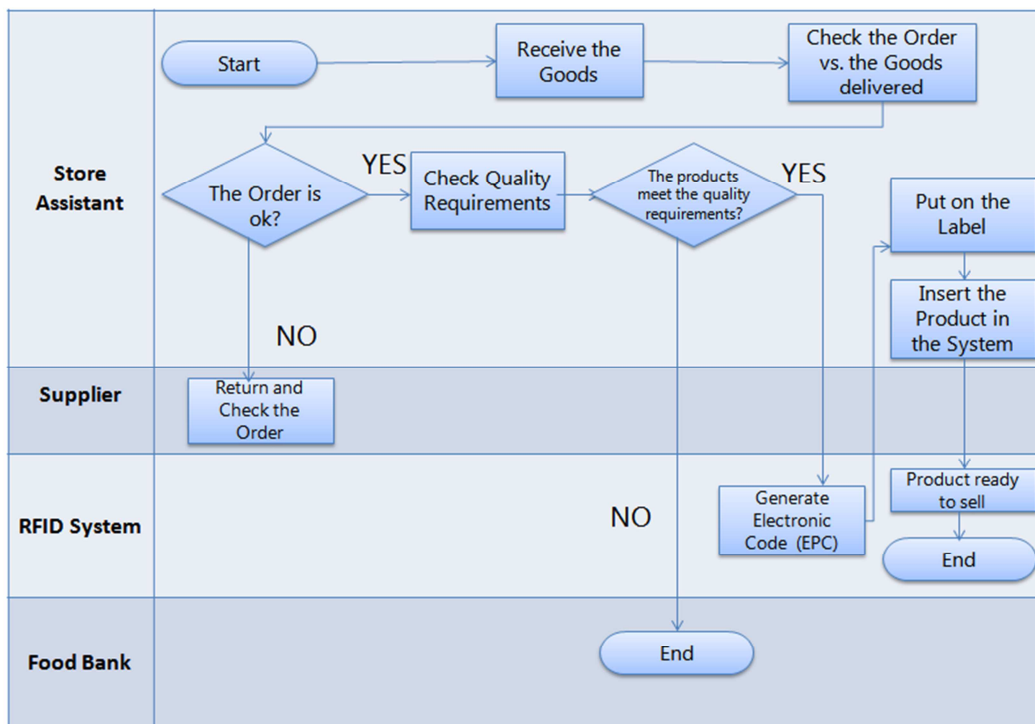 Start
Receive the
Goods
Check the Order
vs. the Goods
delivered
Store
Assistant
The Order is
ok?
YES
Check Quality
Requirements
The products
meet the quality
requirements?
YES
Put on the
Label
Insert the
Product in
the System
NO
Supplier
Return and
Check the
Order
RFID System
NO
Generate
Electronic
Code (EPC)
Product ready
to sell
End
Food Bank
End